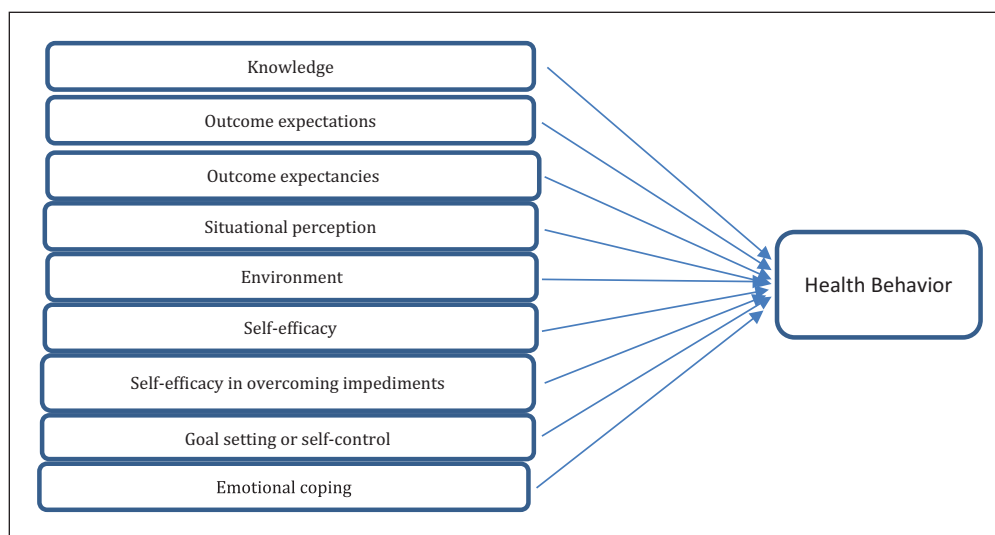 Knowledge
Outcome expectations
Outcome expectancies
Situational perception
Environment
Self-efficacy
Self-efficacy in overcoming impediments
Goal setting or self-control
Emotional coping
Health Behavior